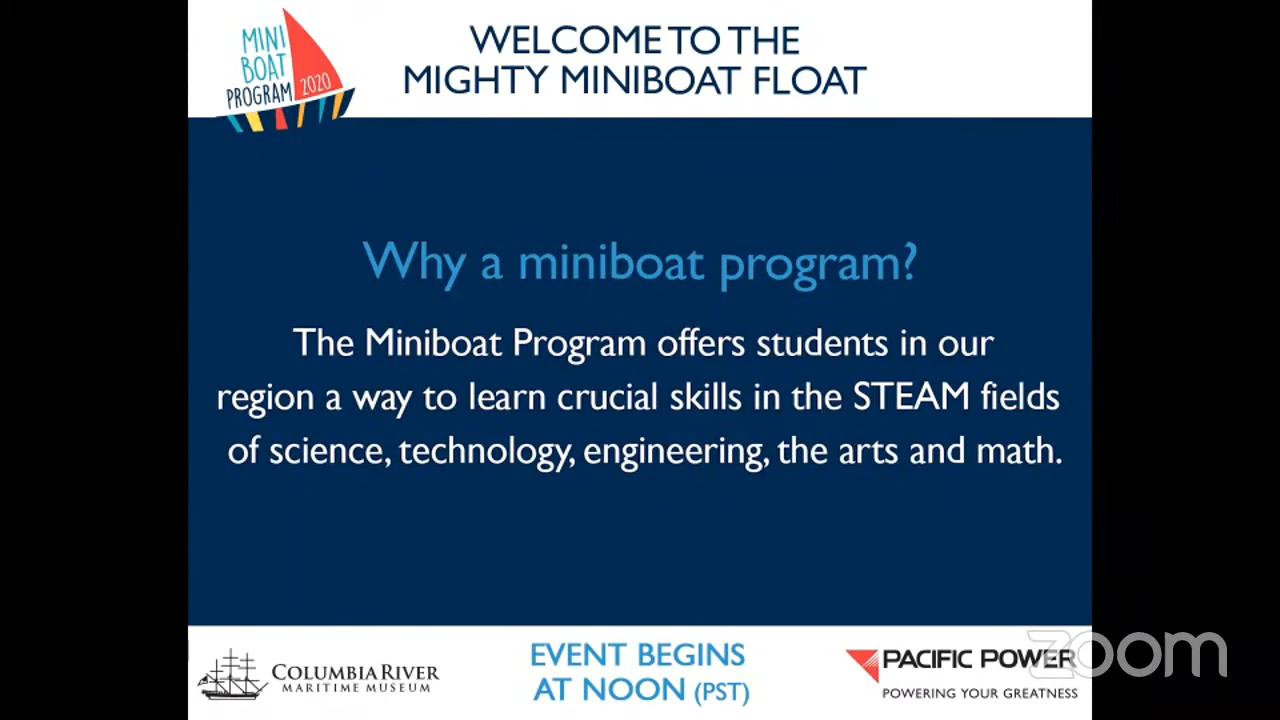 MINI
BOAT
PROGRAM 2020
WELCOME TO THE
MIGHTY MINIBOAT FLOAT
Why a miniboat program?
The Miniboat Program offers students in our
region a way to learn crucial skills in the STEAM fields
of science, technology, engineering, the arts and math.
COLUMBIA RIVER
MARITIME MUSEUM
EVENT BEGINS
AT NOON (PST)
PACIFIC POWER
POWERING YOUR GREATNESS
zoom